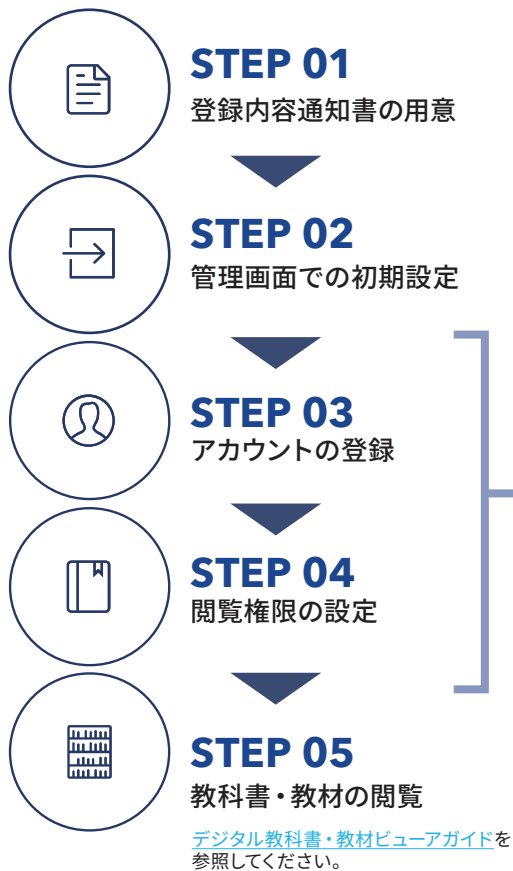 STEP 01
登録内容通知書の用意
STEP 02
管理画面での初期設定
STEP 03
アカウントの登録
STEP 04
閲覧権限の設定
STEP 05
教科書・教材の閲覧
デジタル教科書・教材ビューアガイドを
参照してください。